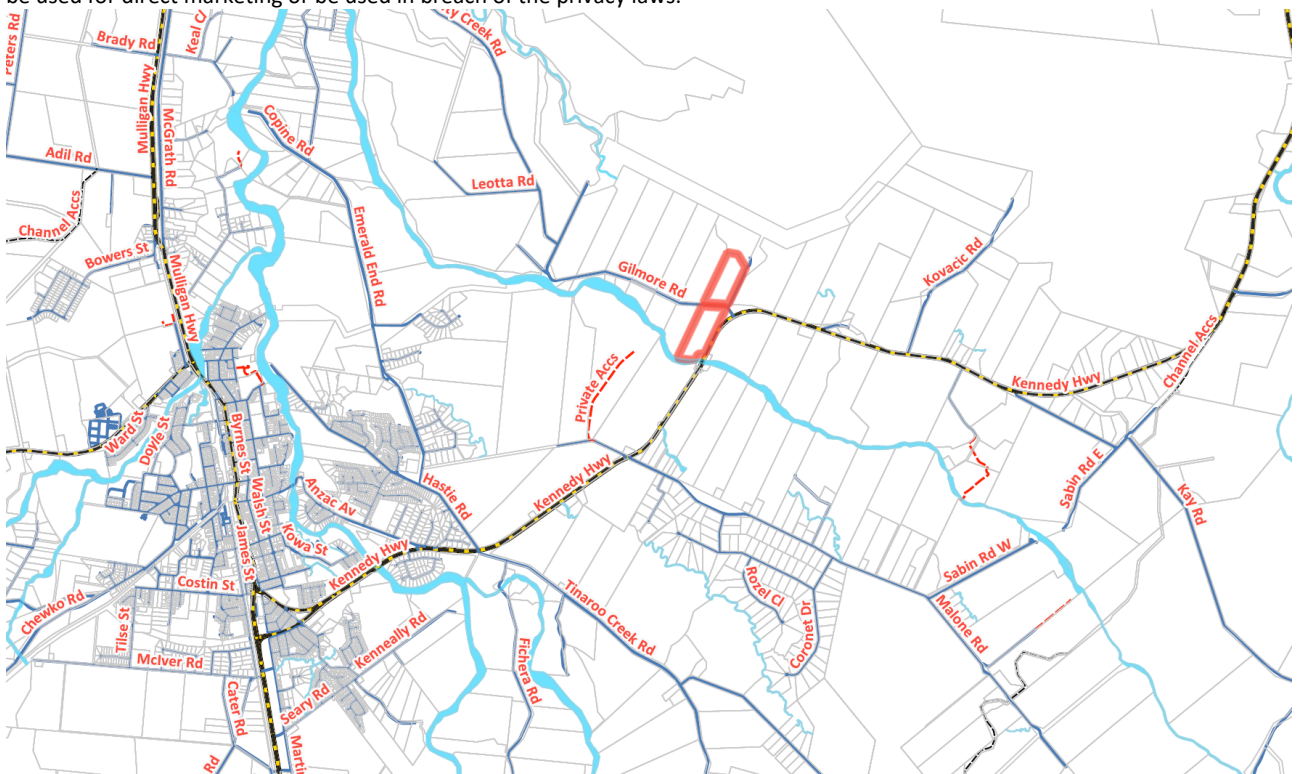 be used for direct marketing or be used in breach of the privacy laws.
Peters Rd
Brady Rd
Keal Cl
ty Creek Rd
Mulligan Hwy
McGrath Rd
Copine Rd
Adil Rd
Leotta Rd
Channel Accs
Bowers St
Emerald End Rd
Kovacic Rd
Gilmore Rd
Mulligan Hwy
Channel Accs
Private Accs
Kennedy Hwy
Ward St
Doyle St
Byrnes St
Walsh St
Hastie Rd
Kennedy Hwy
Sabin Rd E
Kay Rd
Anzac Av
Kowa St
James St
Kennedy Hwy
Sabin Rd W
Costin St
Rozel Cl
Chewko Rd
Tilse St
Tinaroo Creek Rd
Coronet Dr
Malone Rd
Kenneally Rd
McIver Rd
Fichera Rd
Cater Rd
Seary Rd
Rd
Marti